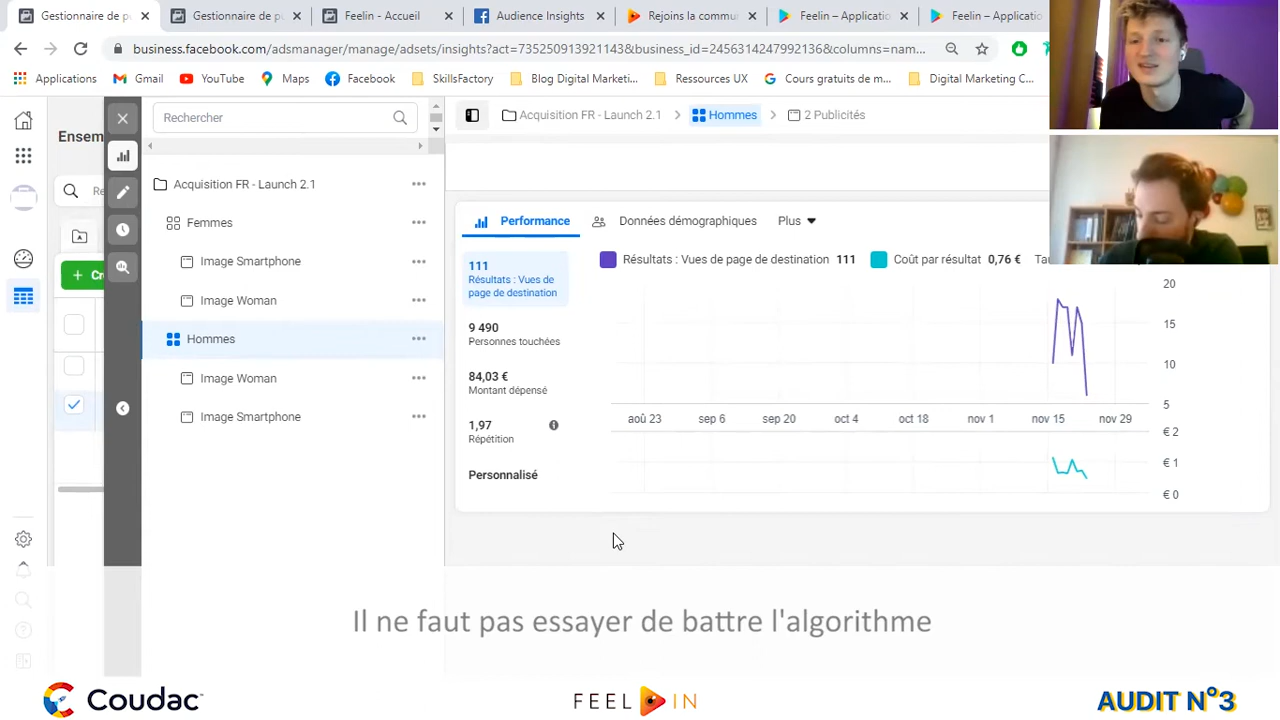 Gestionnaire de pu
Gestionnaire de pu
Feelin - Accueil
Audience Insights
Rejoins la commu
Feelin – Applicatio
Feelin – Applicatio
business.facebook.com/adsmanager/manage/adsets/insights?act=735250913921143&business_id=2456314247992136&columns=nam...
Applications
Gmail
YouTube
Maps
Facebook
SkillsFactory
Blog Digital Marketi...
Ressources UX
Cours gratuits de m...
Digital Marketing C...
Ensem
Re
Cré
Rechercher
Acquisition FR - Launch 2.1
Femmes
Image Smartphone
Image Woman
Hommes
Image Woman
Image Smartphone
Acquisition FR - Launch 2.1 > Hommes > 2 Publicités
Performance
Données démographiques
Plus
111
Résultats : Vues de
page de destination
9 490
Personnes touchées
84,03 €
Montant dépensé
1,97
Répétition
Personnalisé
Résultats : Vues de page de destination 111
Coût par résultat 0,76 €
20
15
10
5
aoû 23 sep 6 sep 20 oct 4 oct 18 nov 1 nov 15 nov 29
€ 2
€ 1
€ 0
Il ne faut pas essayer de battre l'algorithme
Coudac
FEEL IN
AUDIT N°3